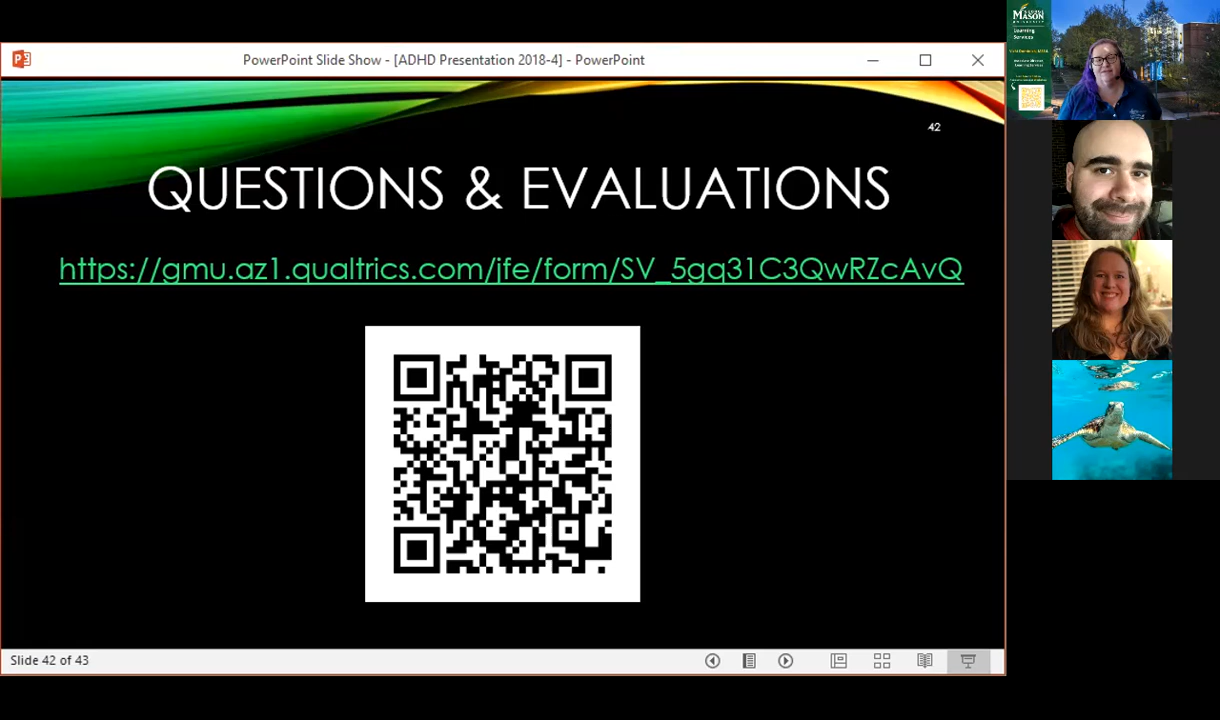 PowerPoint Slide Show - [ADHD Presentation 2018-4] - PowerPoint
42
QUESTIONS & EVALUATIONS
https://gmu.az1.qualtrics.com/jfe/form/SV_5gq31C3QwRZcAvQ
Slide 42 of 43
MASON
Learning
Services